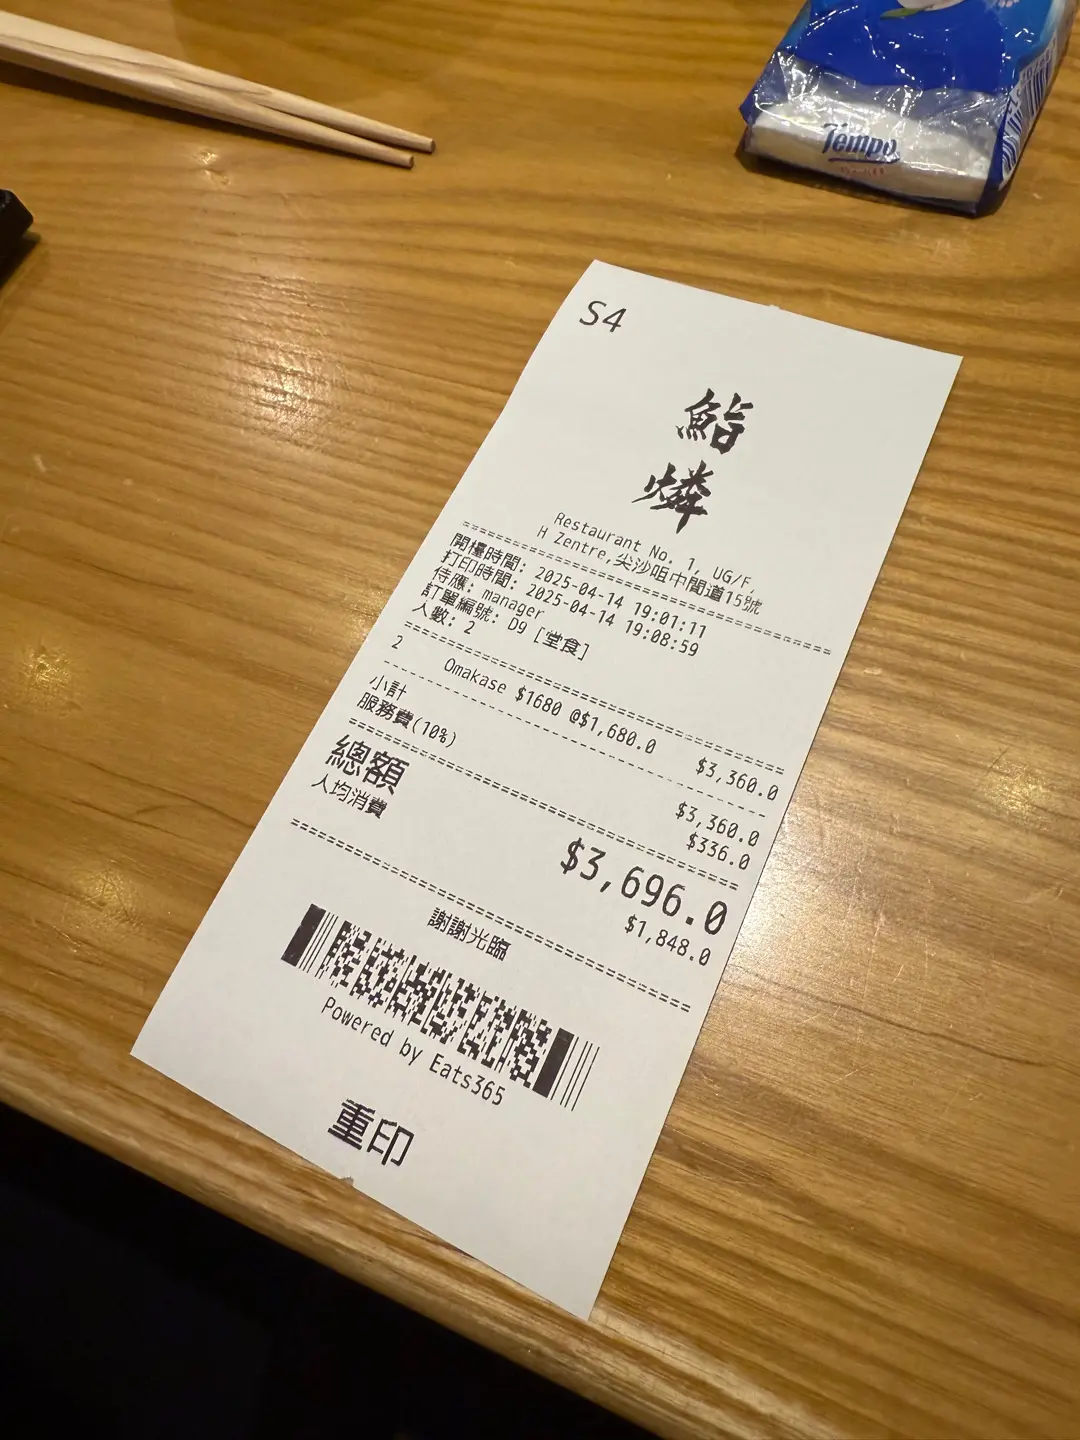 Tempo
S4
鮨
燐
Restaurant No. 1, UG/F,
H Zentre,尖沙咀中間道15號
開檯時間: 2025-04-14 19:01:11
打印時間: 2025-04-14 19:08:59
侍應: manager
訂單編號: D9 [堂食]
人數: 2
2 Omakase $1680 @$1,680.0 $3,360.0
小計 $3,360.0
服務費(10%) $336.0
總額 $3,696.0
人均消費 $1,848.0
謝謝光臨
Powered by Eats365
重印